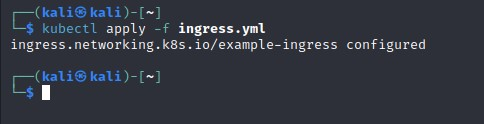 ┌──(kali㉿kali)-[~]
└─$ kubectl apply -f ingress.yml
ingress.networking.k8s.io/example-ingress configured
┌──(kali㉿kali)-[~]
└─$